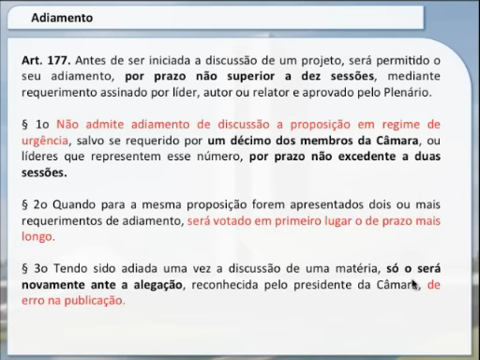 Adiamento
Art. 177. Antes de ser iniciada a discussão de um projeto, será permitido o
seu adiamento, por prazo não superior a dez sessões, mediante
requerimento assinado por líder, autor ou relator e aprovado pelo Plenário.
§ 1o Não admite adiamento de discussão a proposição em regime de
urgência, salvo se requerido por um décimo dos membros da Câmara, ou
líderes que representem esse número, por prazo não excedente a duas
sessões.
§ 2o Quando para a mesma proposição forem apresentados dois ou mais
requerimentos de adiamento, será votado em primeiro lugar o de prazo mais
longo.
§ 3o Tendo sido adiada uma vez a discussão de uma matéria, só o será
novamente ante a alegação, reconhecida pelo presidente da Câmara, de
erro na publicação.